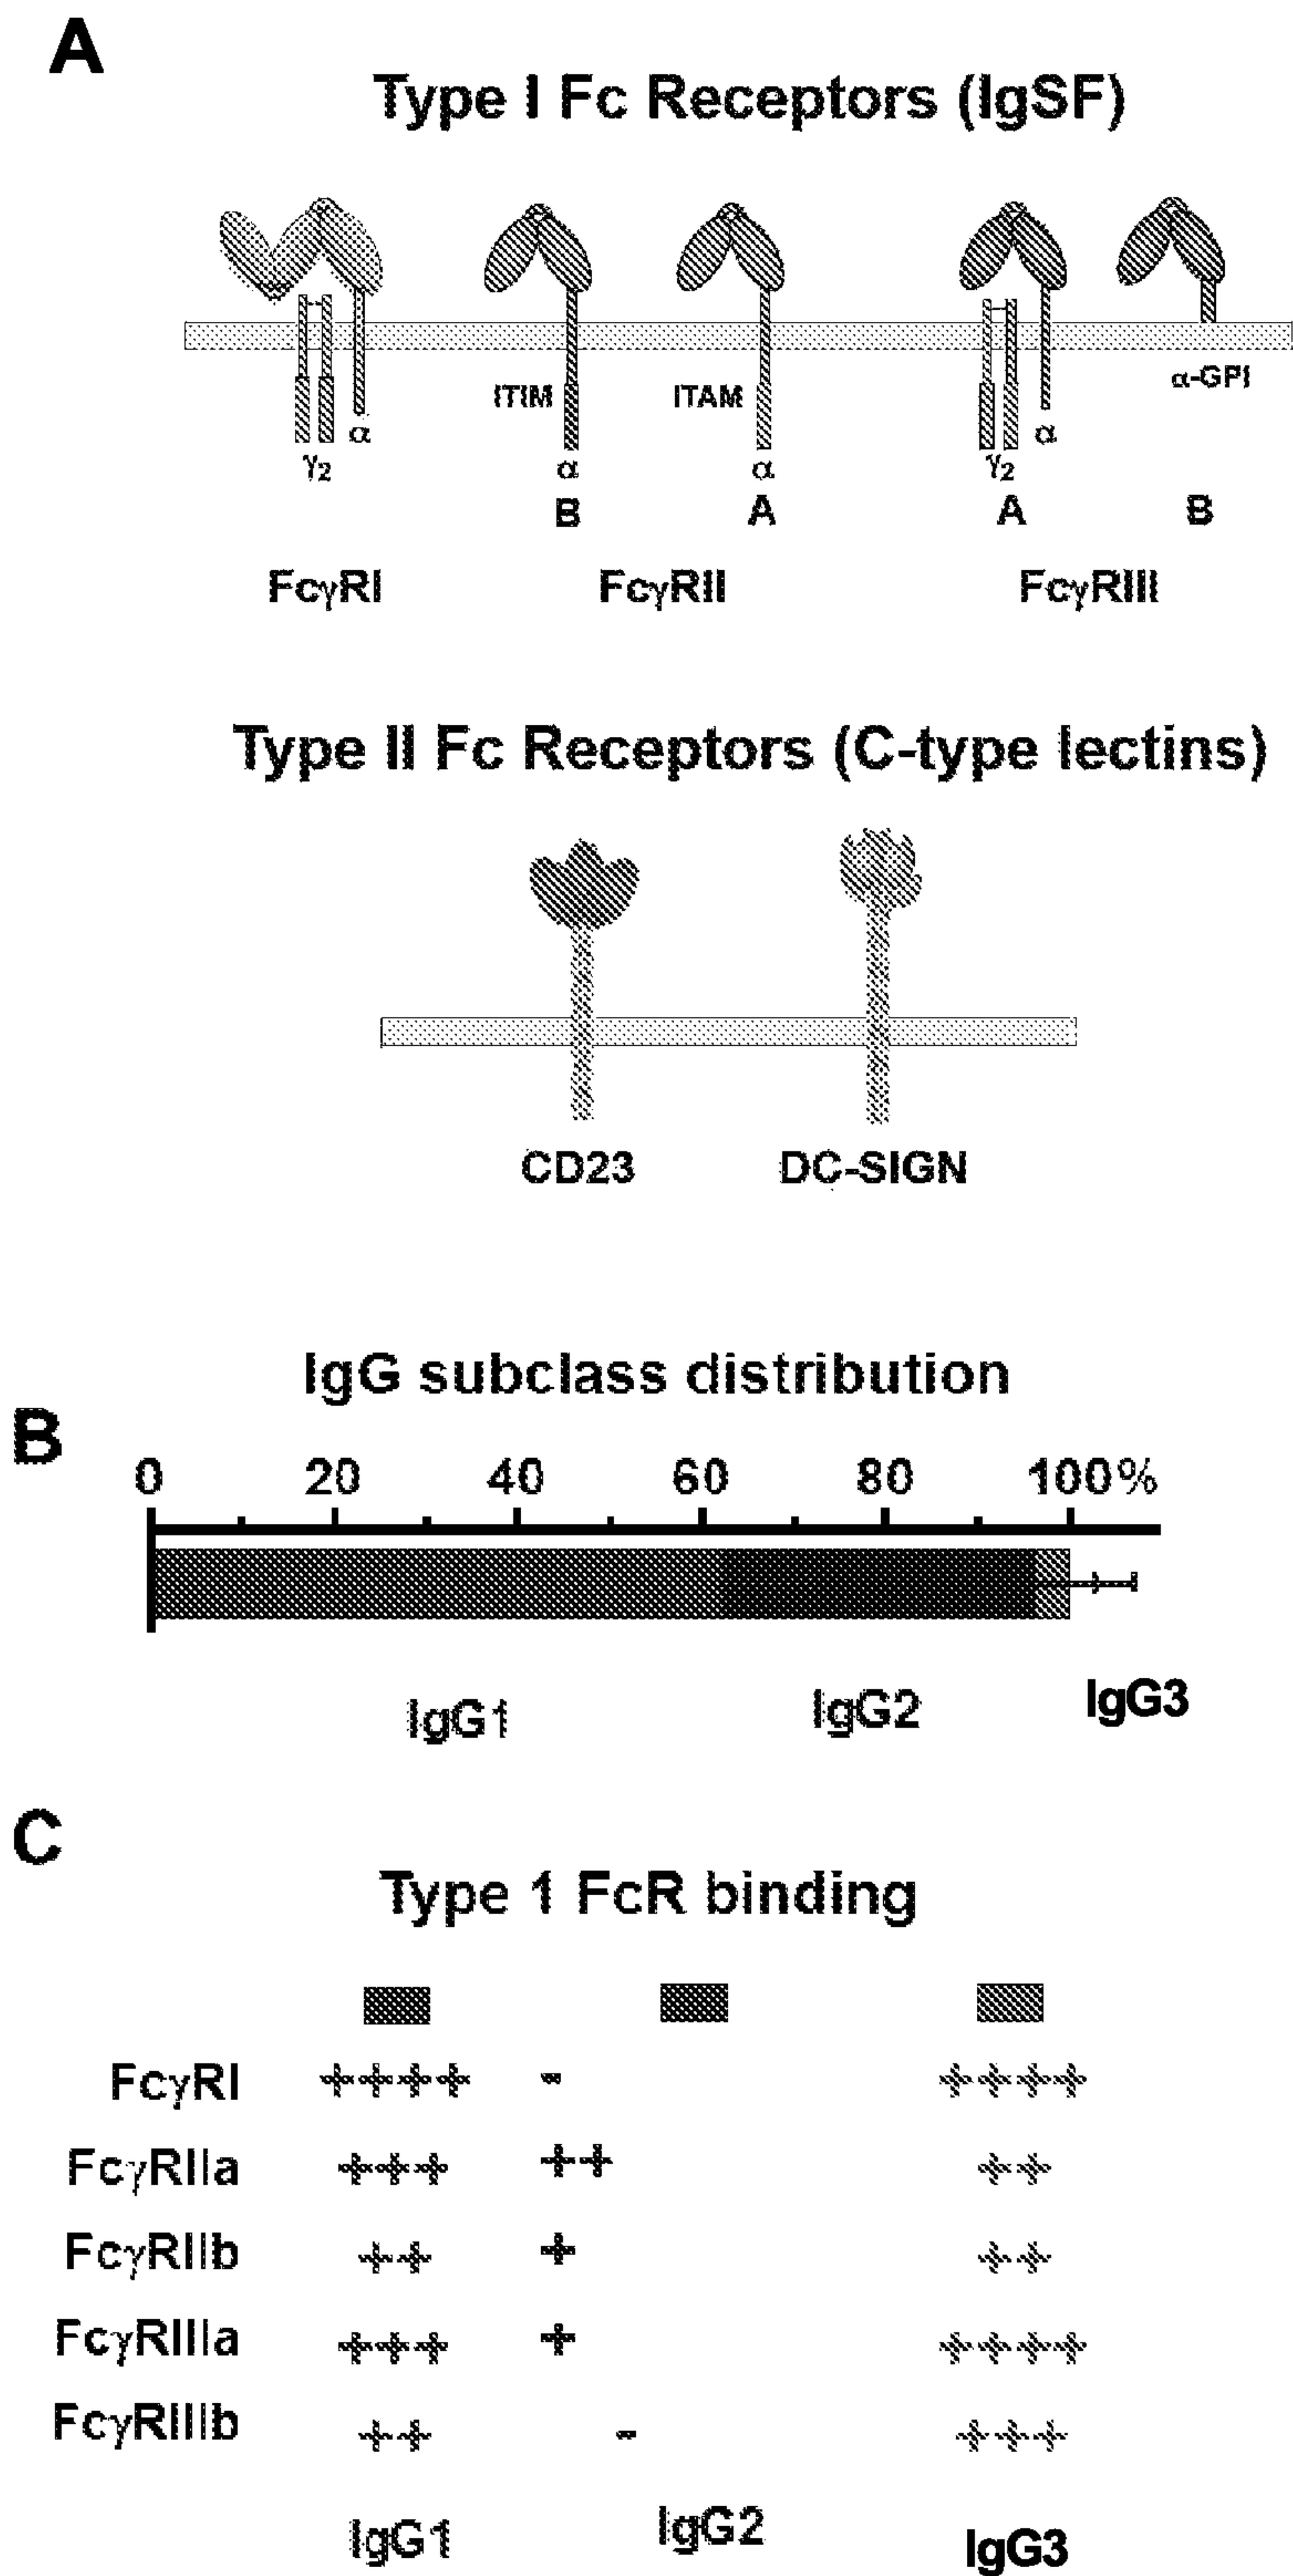 A
Type I Fc Receptors (IgSF)
ITIM ITAM α-GPI
α α
γ2 α α γ2
B A A B
FcγRI FcγRII FcγRIII
Type II Fc Receptors (C-type lectins)
CD23 DC-SIGN
IgG subclass distribution
B
0 20 40 60 80 100%
IgG1 IgG2 IgG3
C
Type 1 FcR binding
FcγRI ++++ - ++++
FcγRIIa +++ ++ ++
FcγRIIb ++ + ++
FcγRIIIa +++ + ++++
FcγRIIIb ++ - +++
IgG1 IgG2 IgG3